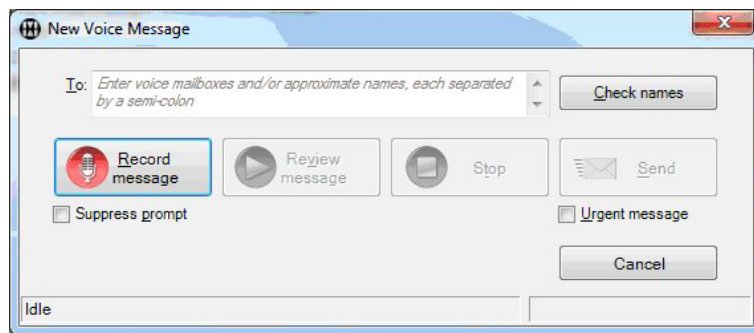 New Voice Message
To: Enter voice mailboxes and/or approximate names, each separated
by a semi-colon
Check names
Record
message
Review
message
Stop
Send
Suppress prompt
Urgent message
Cancel
Idle